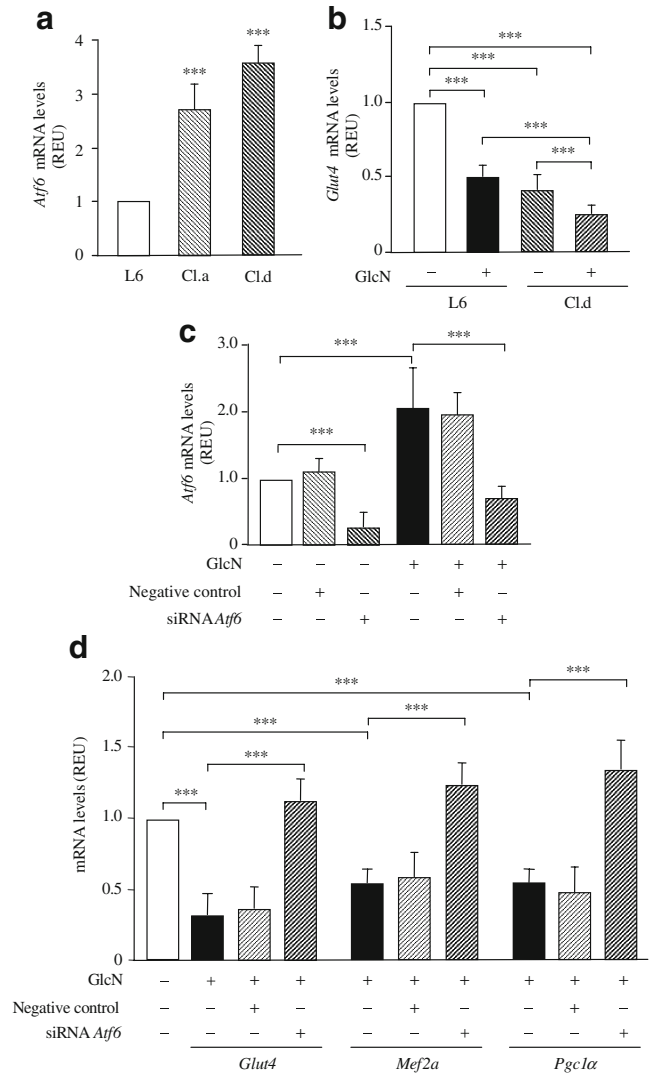 a
Atf6 mRNA levels
(REU)
4
3
2
1
0
***
***
L6 Cl.a Cl.d
b
Glut4 mRNA levels
(REU)
1.5
1.0
0.5
0
***
***
***
***
***
GlcN – + – +
L6 Cl.d
c
Atf6 mRNA levels
(REU)
3.0
2.0
1.0
0
***
***
***
GlcN – – – + + +
Negative control – + – – + –
siRNA Atf6 – – + – – +
d
mRNA levels (REU)
2.0
1.5
1.0
0.5
0
***
***
***
***
***
***
GlcN – + + + + + + + + +
Negative control – – + – – + – – + –
siRNA Atf6 – – – + – – + – – +
Glut4 Mef2a Pgc1α